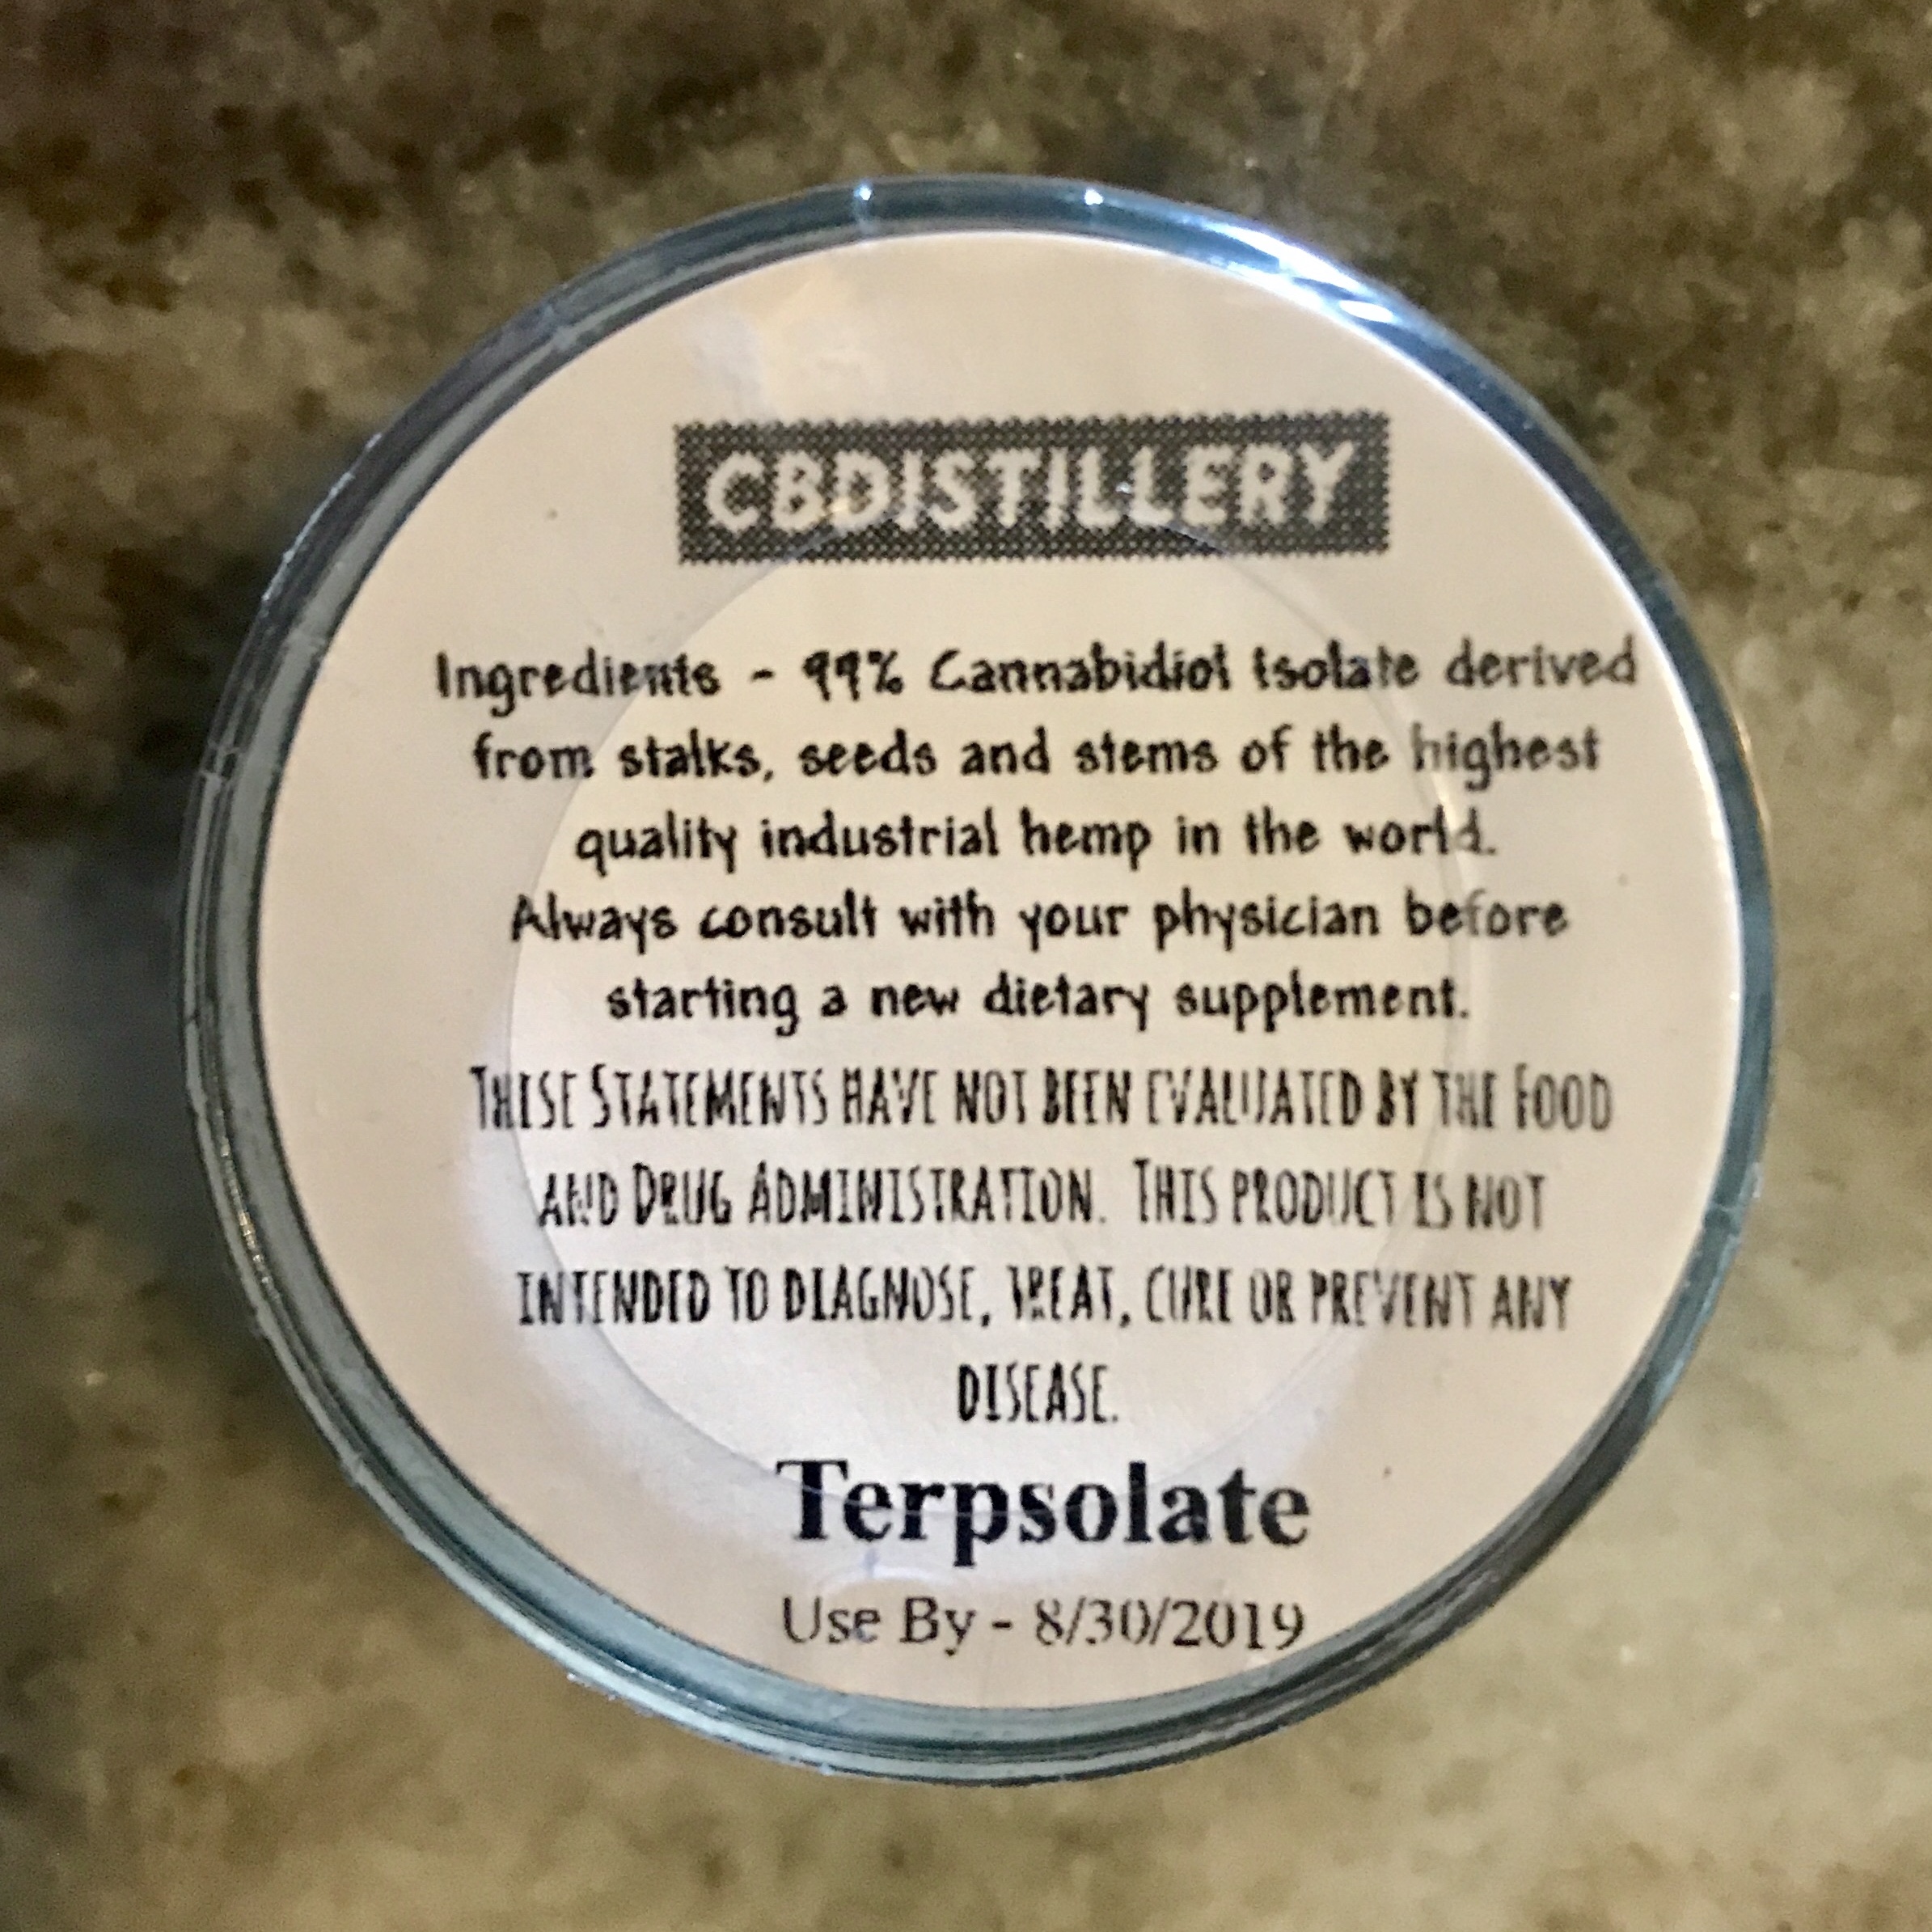 CBDISTILLERY
Ingredients - 99% Cannabidiol Isolate derived
from stalks, seeds and stems of the highest
quality industrial hemp in the world.
Always consult with your physician before
starting a new dietary supplement.
THESE STATEMENTS HAVE NOT BEEN EVALUATED BY THE FOOD
AND DRUG ADMINISTRATION. THIS PRODUCT IS NOT
INTENDED TO DIAGNOSE, TREAT, CURE OR PREVENT ANY
DISEASE.
Terpsolate
Use By - 8/30/2019